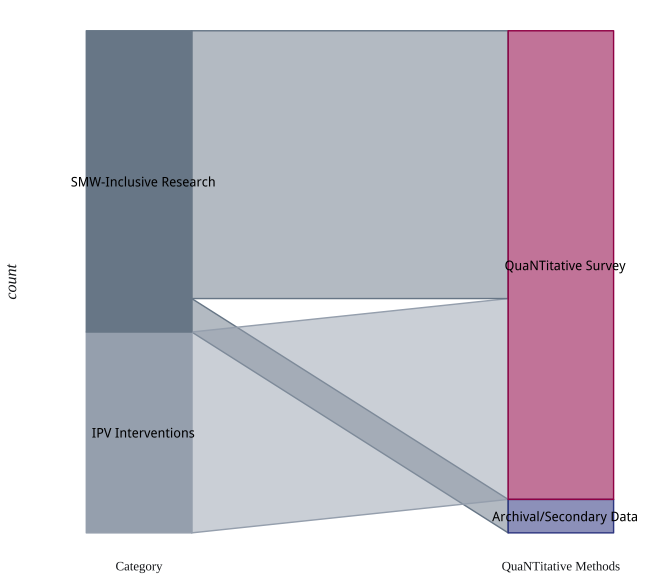 SMW-Inclusive Research
QuaNTitative Survey
count
IPV Interventions
Archival/Secondary Data
Category
QuaNTitative Methods